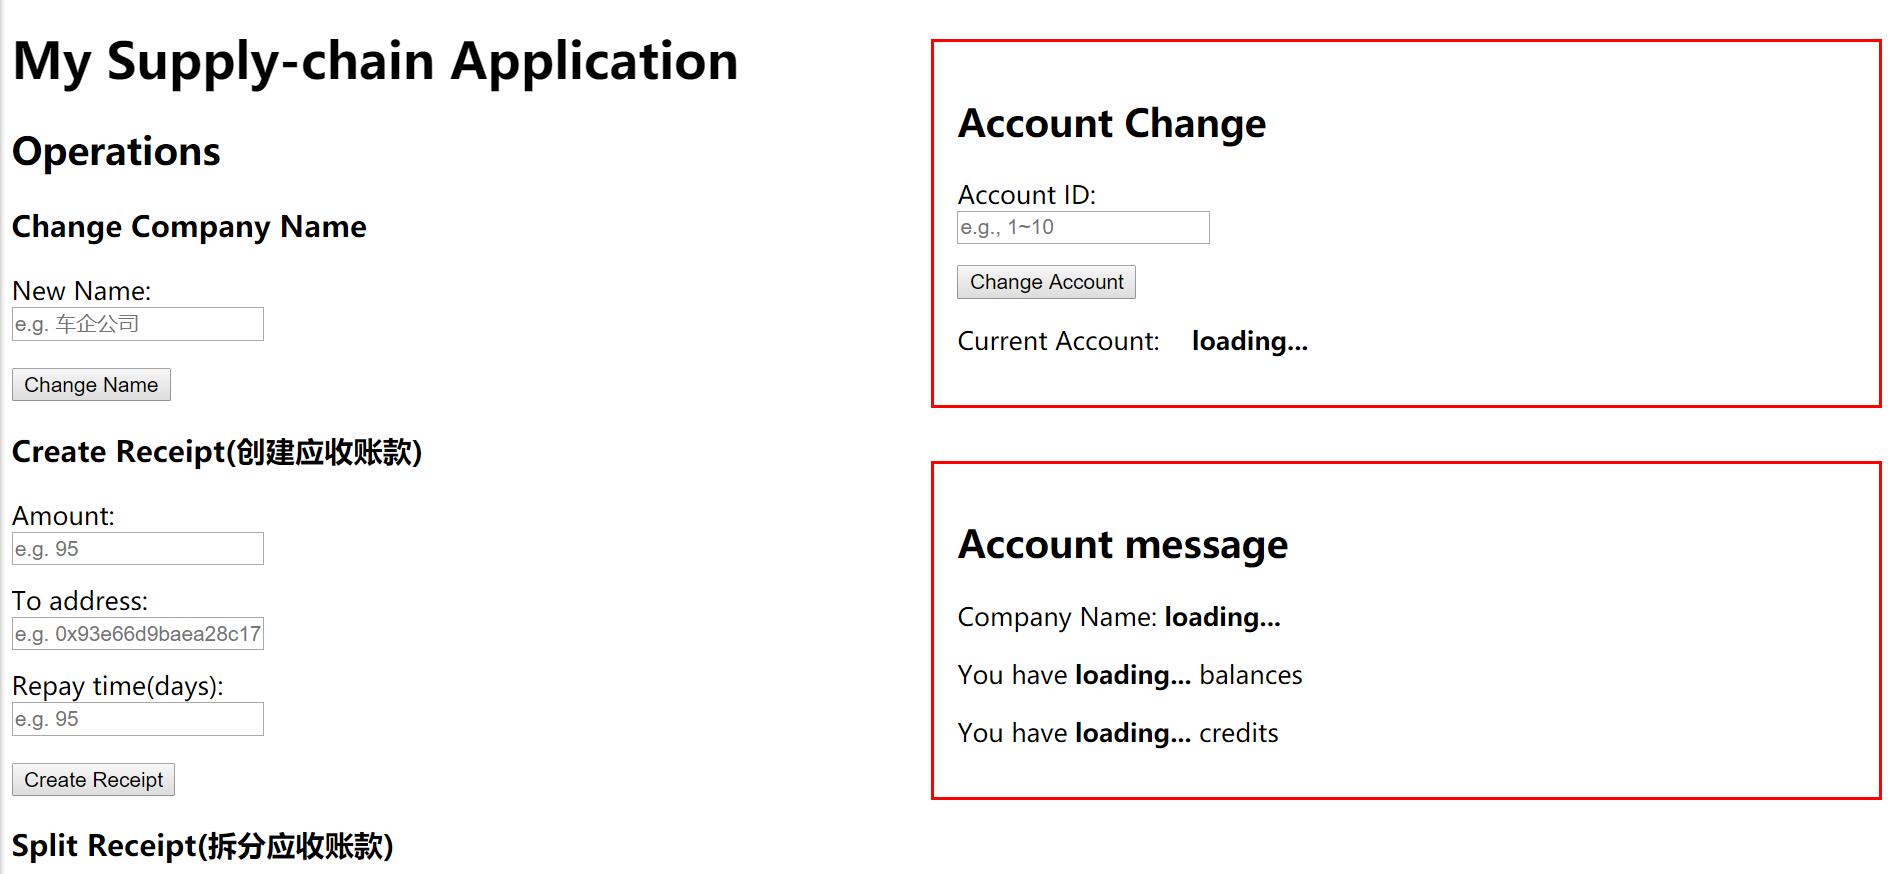 My Supply-chain Application
Operations
Change Company Name
New Name:
e.g. 车企公司
Change Name
Create Receipt(创建应收账款)
Amount:
e.g. 95
To address:
e.g. 0x93e66d9baea28c17
Repay time(days):
e.g. 95
Create Receipt
Split Receipt(拆分应收账款)
Account Change
Account ID:
e.g., 1~10
Change Account
Current Account: loading...
Account message
Company Name: loading...
You have loading... balances
You have loading... credits